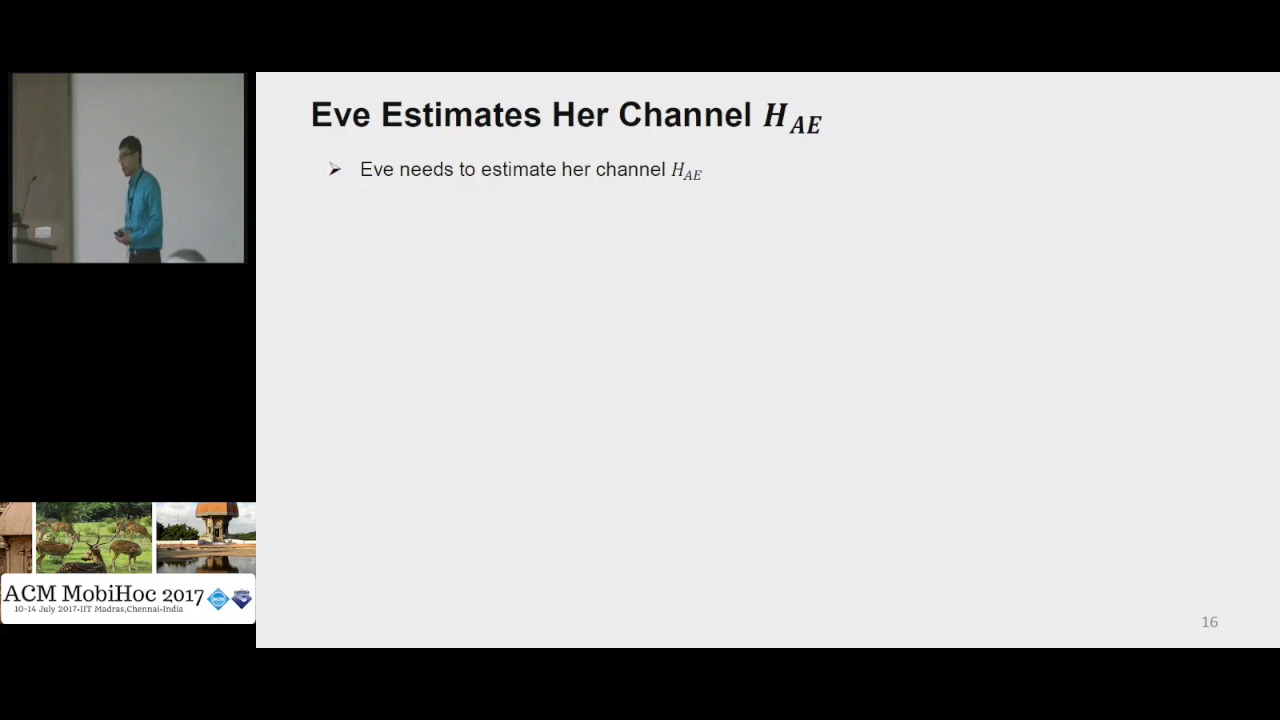 Eve Estimates Her Channel H_AE
➢ Eve needs to estimate her channel H_AE
ACM MobiHoc 2017
10-14 July 2017•IIT Madras,Chennai•India
16